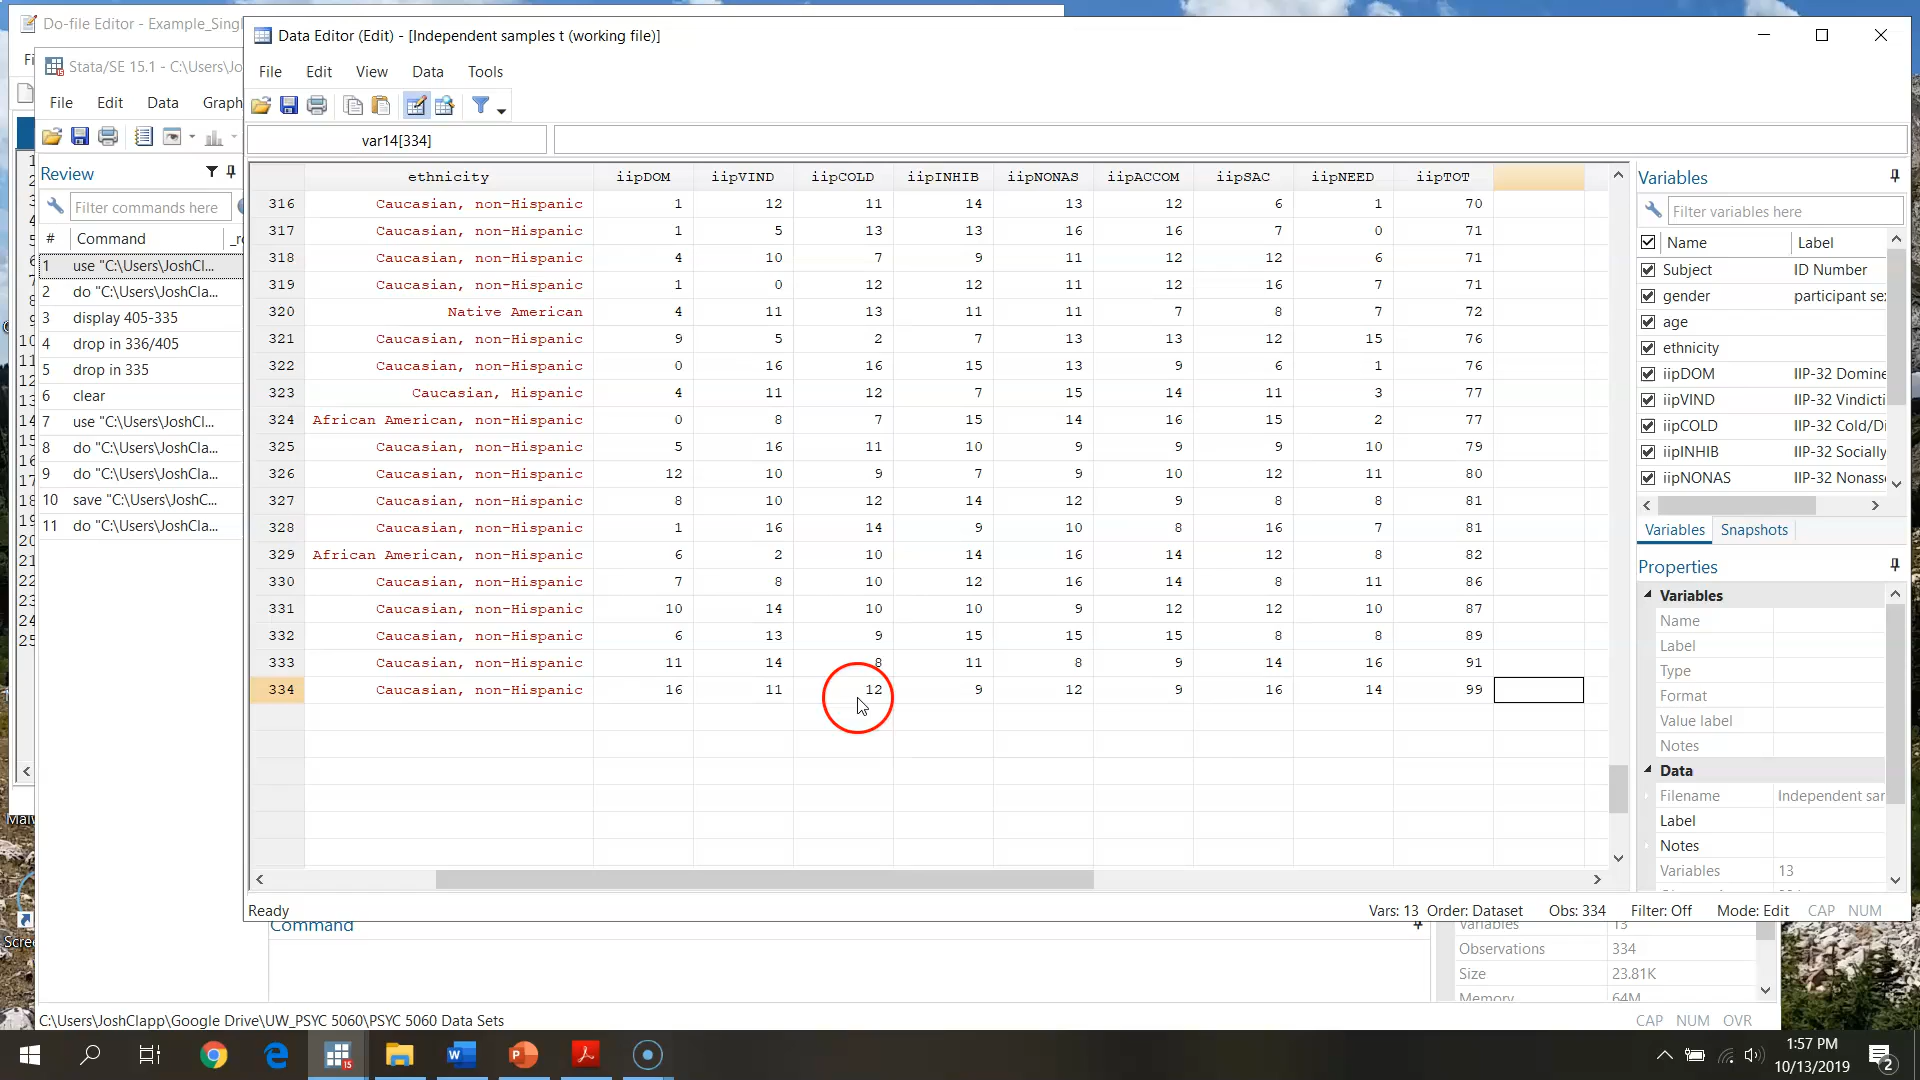 Do-file Editor - Example_Singl
Data Editor (Edit) - [Independent samples t (working file)]
Stata/SE 15.1 - C:\Users\Jo
File Edit View Data Tools
File Edit Data Graph
var14[334]
Review
Filter commands here
# Command _rc
1 use "C:\Users\JoshCl...
2 do "C:\Users\JoshCla...
3 display 405-335
4 drop in 336/405
5 drop in 335
6 clear
7 use "C:\Users\JoshCl...
8 do "C:\Users\JoshCla...
9 do "C:\Users\JoshCla...
10 save "C:\Users\JoshC...
11 do "C:\Users\JoshCla...
ethnicity iipDOM iipVIND iipCOLD iipINHIB iipNONAS iipACCOM iipSAC iipNEED iipTOT
316 Caucasian, non-Hispanic 1 12 11 14 13 12 6 1 70
317 Caucasian, non-Hispanic 1 5 13 13 16 16 7 0 71
318 Caucasian, non-Hispanic 4 10 7 9 11 12 12 6 71
319 Caucasian, non-Hispanic 1 0 12 12 11 12 16 7 71
320 Native American 4 11 13 11 11 7 8 7 72
321 Caucasian, non-Hispanic 9 5 2 7 13 13 12 15 76
322 Caucasian, non-Hispanic 0 16 16 15 13 9 6 1 76
323 Caucasian, Hispanic 4 11 12 7 15 14 11 3 77
324 African American, non-Hispanic 0 8 7 15 14 16 15 2 77
325 Caucasian, non-Hispanic 5 16 11 10 9 9 9 10 79
326 Caucasian, non-Hispanic 12 10 9 7 9 10 12 11 80
327 Caucasian, non-Hispanic 8 10 12 14 12 9 8 8 81
328 Caucasian, non-Hispanic 1 16 14 9 10 8 16 7 81
329 African American, non-Hispanic 6 2 10 14 16 14 12 8 82
330 Caucasian, non-Hispanic 7 8 10 12 16 14 8 11 86
331 Caucasian, non-Hispanic 10 14 10 10 9 12 12 10 87
332 Caucasian, non-Hispanic 6 13 9 15 15 15 8 8 89
333 Caucasian, non-Hispanic 11 14 8 11 8 9 14 16 91
334 Caucasian, non-Hispanic 16 11 12 9 12 9 16 14 99
Variables
Filter variables here
Name Label
Subject ID Number
gender participant sex
age
ethnicity
iipDOM IIP-32 Domine
iipVIND IIP-32 Vindicti
iipCOLD IIP-32 Cold/Di
iipINHIB IIP-32 Socially
iipNONAS IIP-32 Nonass
Variables Snapshots
Properties
Variables
Name
Label
Type
Format
Value label
Notes
Data
Filename Independent sar
Label
Notes
Variables 13
Ready
Vars: 13 Order: Dataset Obs: 334 Filter: Off Mode: Edit CAP NUM
Command
Variables 13
Observations 334
Size 23.81K
Memory 64M
C:\Users\JoshClapp\Google Drive\UW_PSYC 5060\PSYC 5060 Data Sets
CAP NUM OVR
1:57 PM
10/13/2019
2